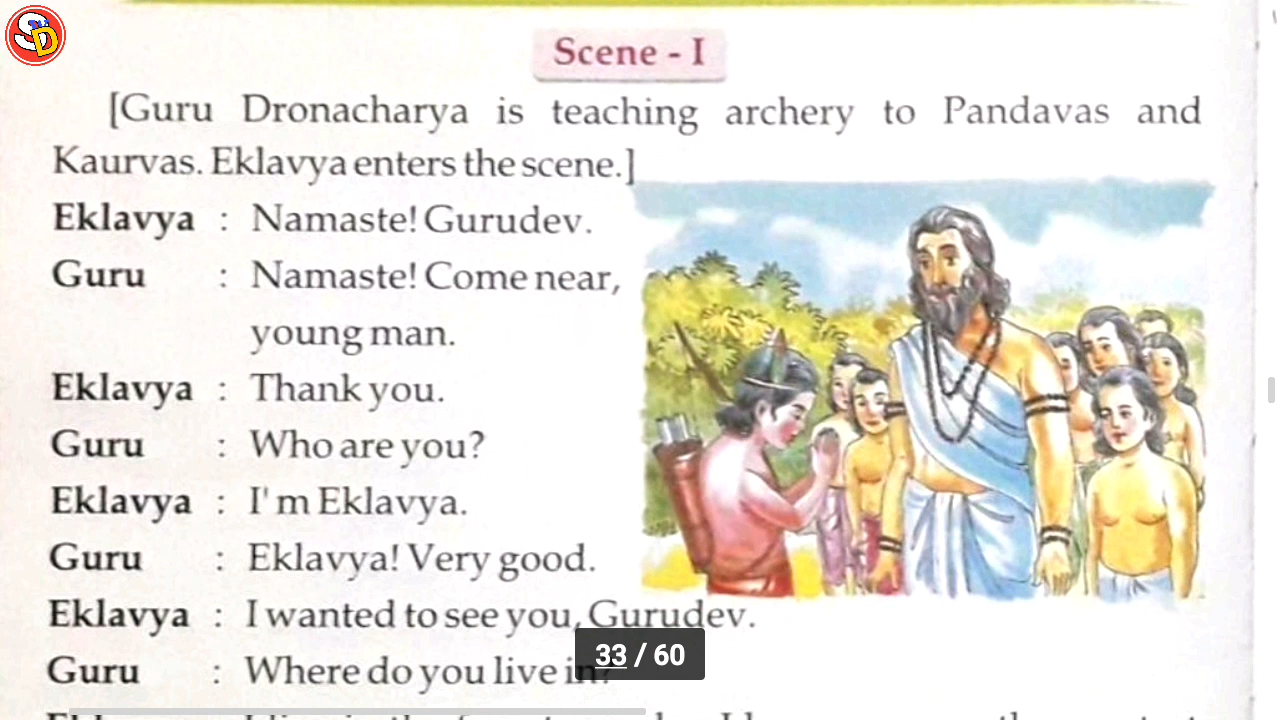 SD
Scene - I
[Guru Dronacharya is teaching archery to Pandavas and
Kaurvas. Eklavya enters the scene.]
Eklavya : Namaste! Gurudev.
Guru : Namaste! Come near,
young man.
Eklavya : Thank you.
Guru : Who are you?
Eklavya : I'm Eklavya.
Guru : Eklavya! Very good.
Eklavya : I wanted to see you, Gurudev.
Guru : Where do you live in?
33 / 60